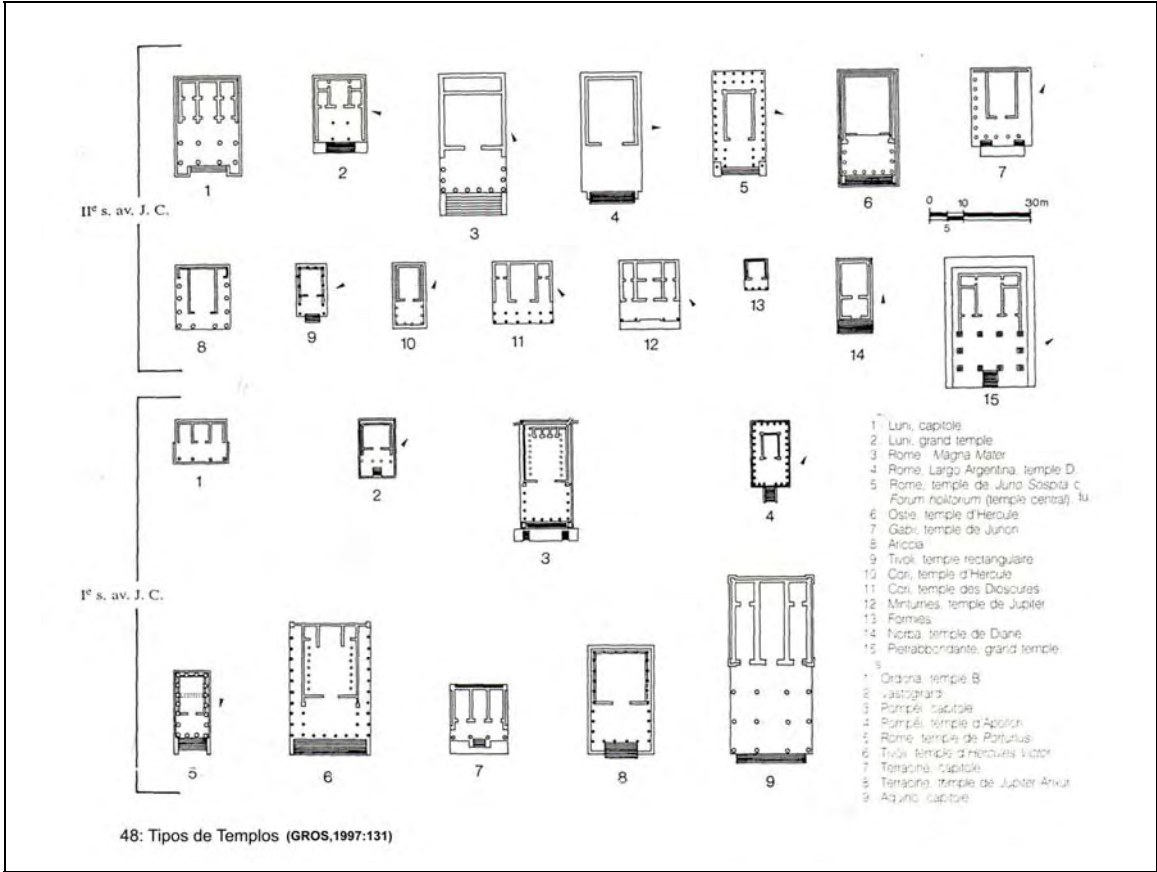 1
2
3
4
5
6
7
IIe s. av. J. C.
0 10 30m
5
8
9
10
11
12
13
14
15
1
2
3
4
Ie s. av. J. C.
5
6
7
8
9
1 Luni, capitole
2 Luni, grand temple
3 Rome Magna Mater
4 Rome, Largo Argentina, temple D
5 Rome, temple de Juno Sospita
Forum holitorium (temple central)
6 Ostie, temple d'Hercule
7 Gabii, temple de Junon
8 Ariccia
9 Tivoli, temple rectangulaire
10 Cori, temple d'Hercule
11 Cori, temple des Dioscures
12 Minturnes, temple de Jupiter
13 Formies
14 Norba, temple de Diane
15 Pietrabbondante, grand temple
1 Ordona, temple B
2 Vastogirardi
3 Pompéi, capitole
4 Pompéi, temple d'Apollon
5 Rome, temple de Portunus
6 Tivoli, temple d'Hercules Victor
7 Terracine, capitole
8 Terracine, temple de Jupiter Anxur
9 Aquino, capitole
48: Tipos de Templos (GROS,1997:131)